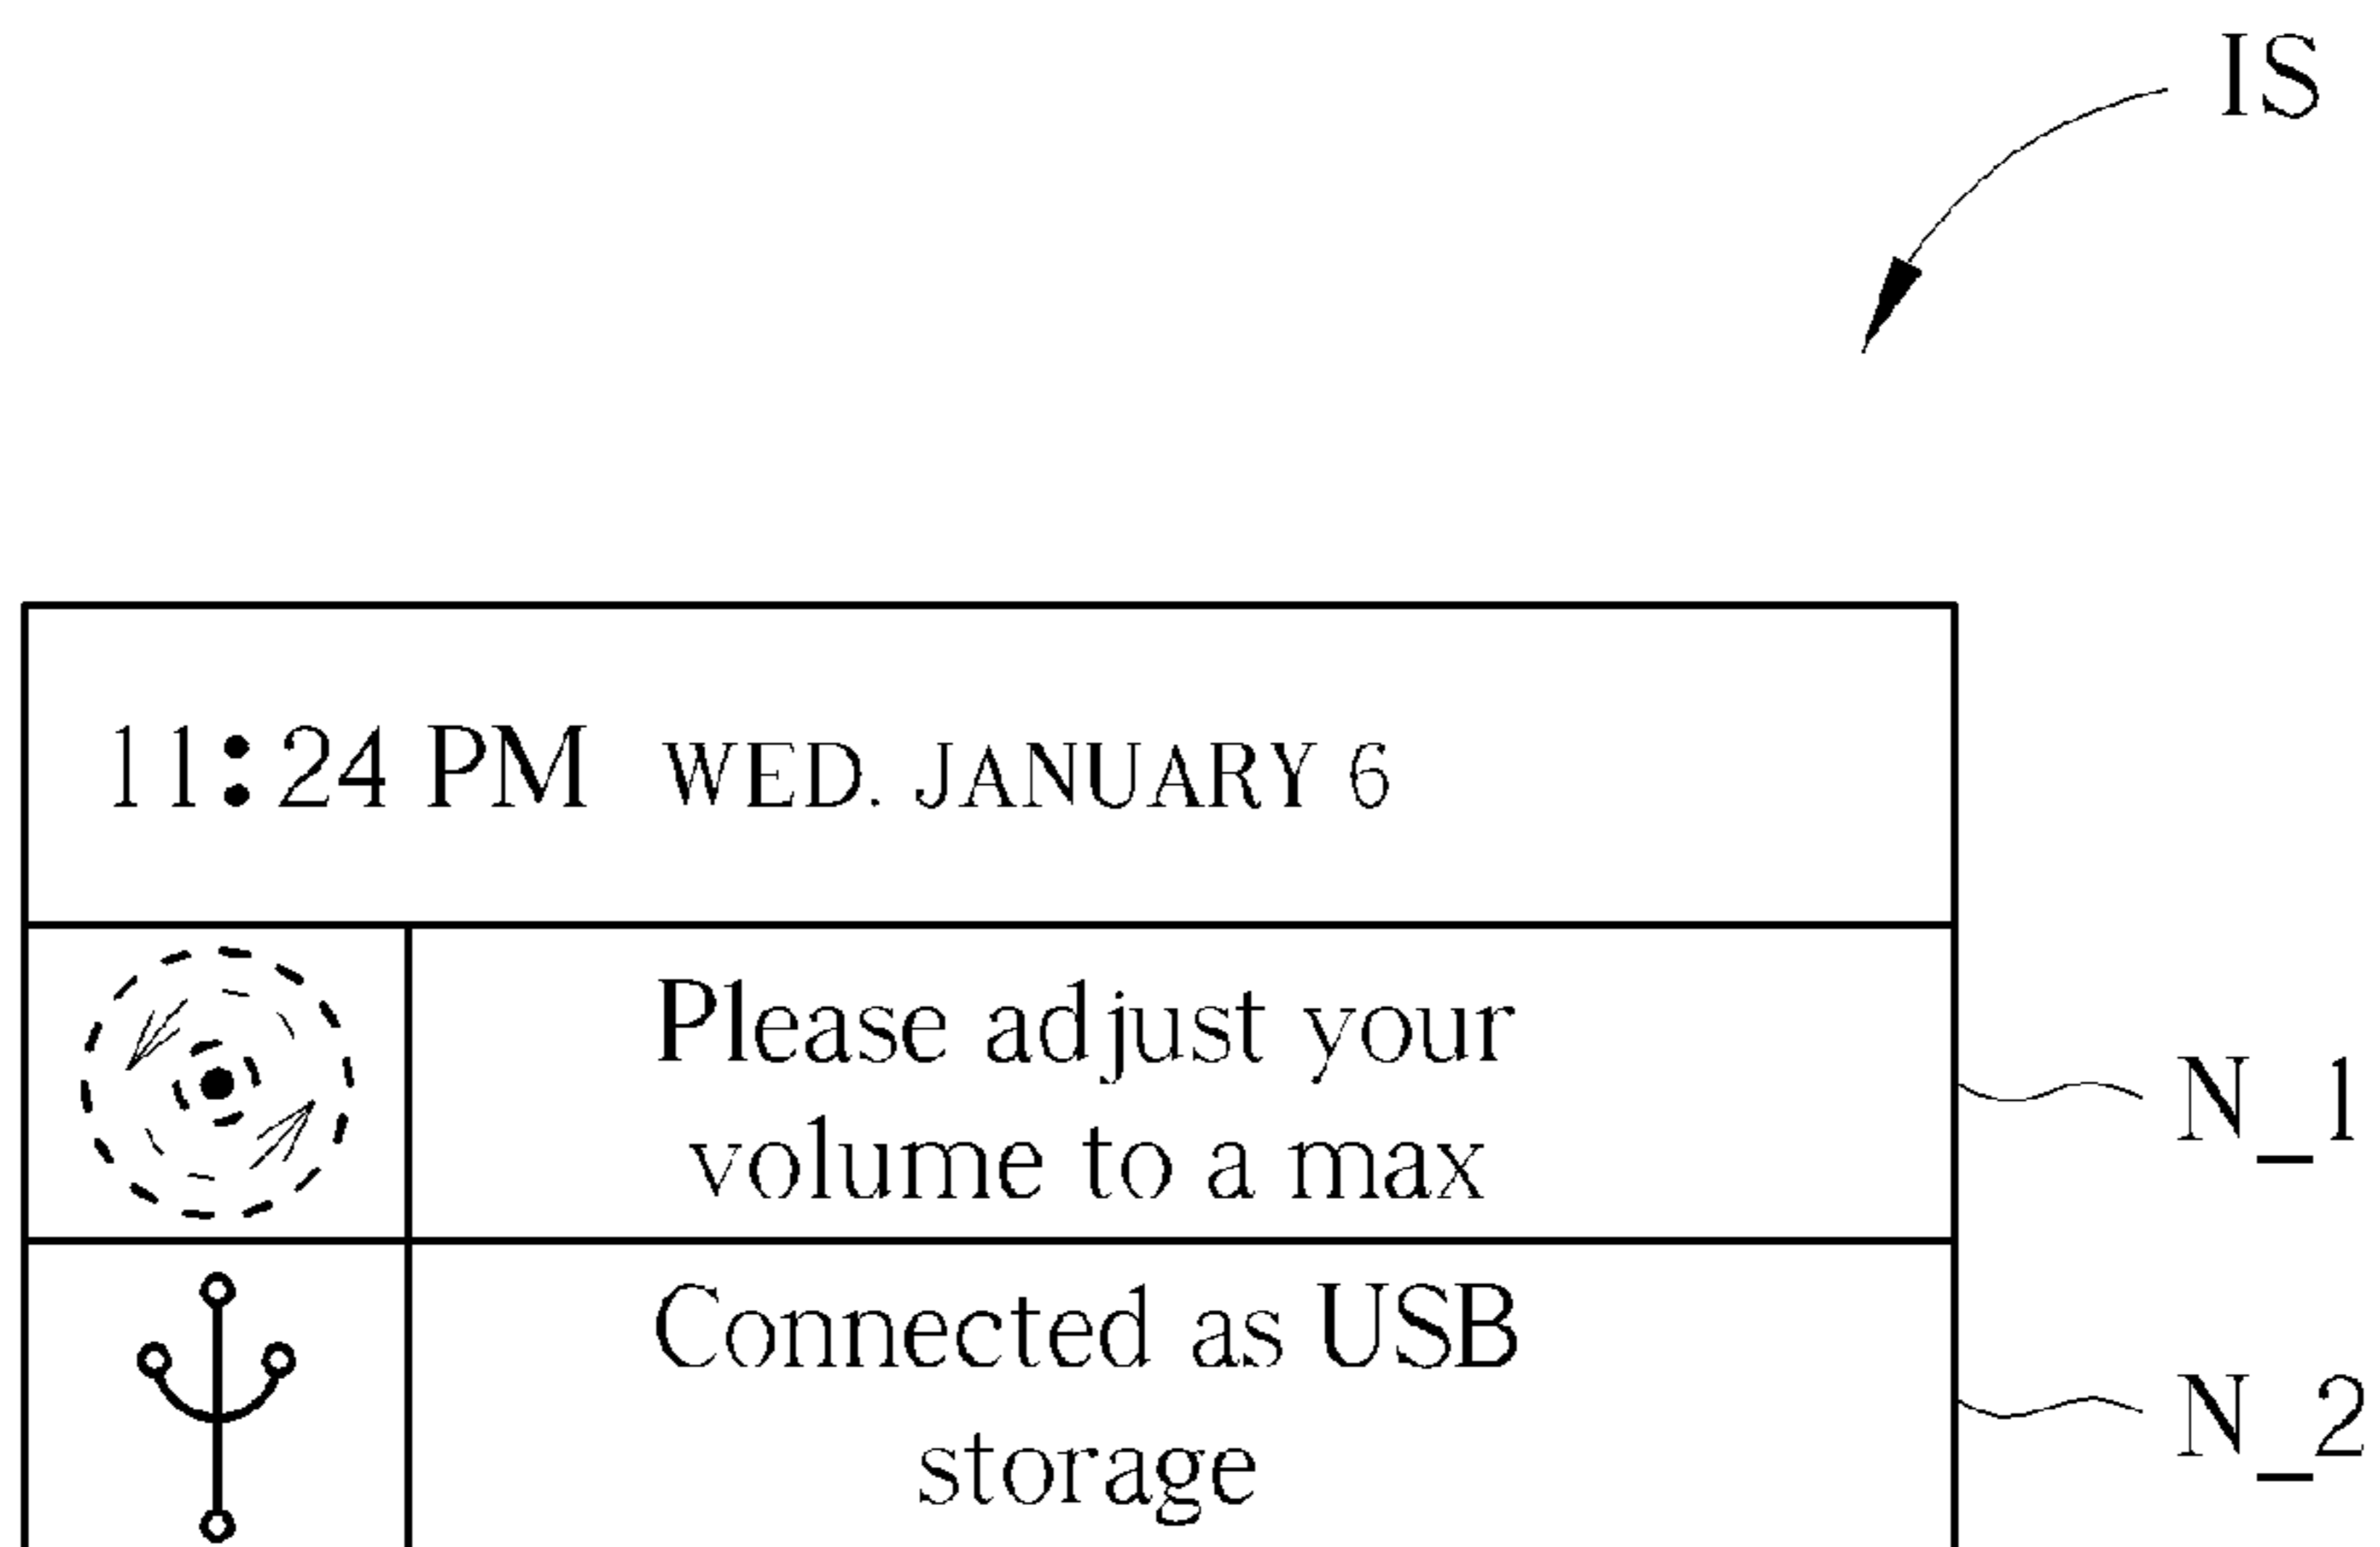 IS
11:24 PM WED. JANUARY 6
Please adjust your
volume to a max
N_1
Connected as USB
storage
N_2